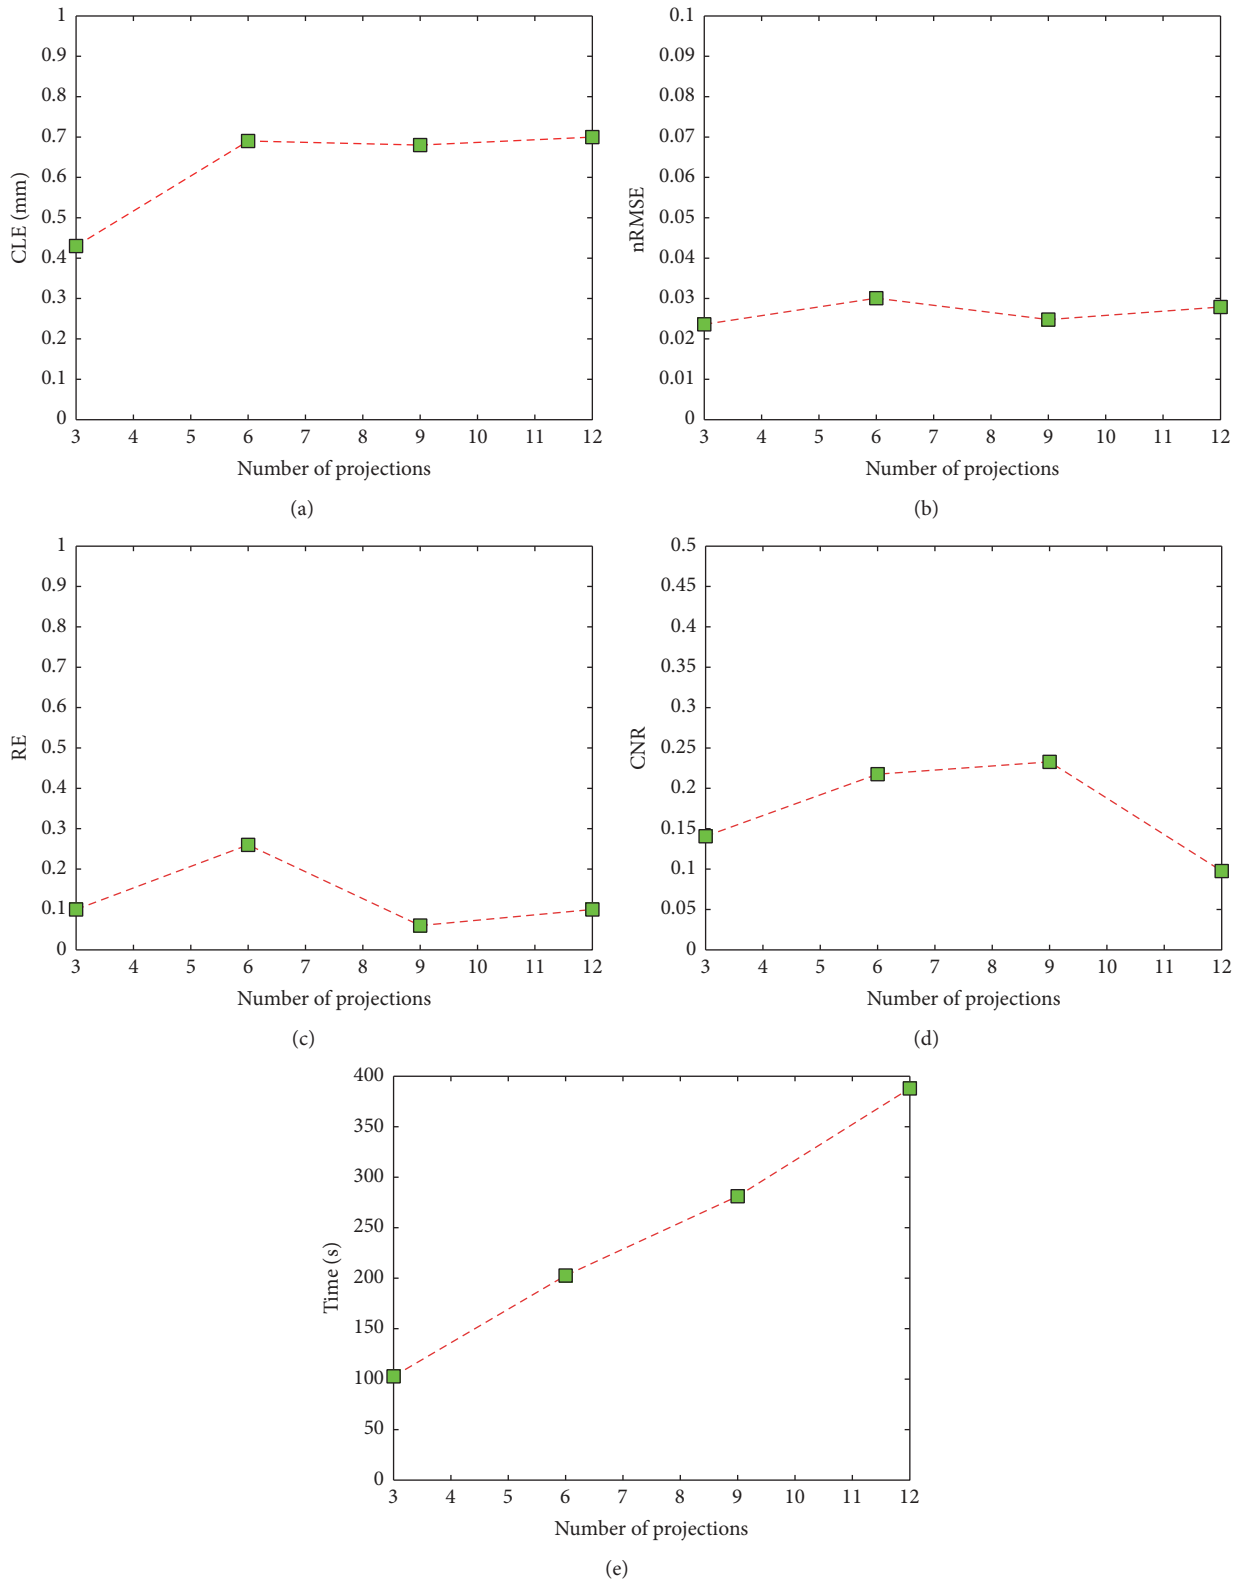 1
0.9
0.8
0.7
0.6
0.5
0.4
0.3
0.2
0.1
0
CLE (mm)
3 4 5 6 7 8 9 10 11 12
Number of projections
(a)
0.1
0.09
0.08
0.07
0.06
0.05
0.04
0.03
0.02
0.01
0
nRMSE
3 4 5 6 7 8 9 10 11 12
Number of projections
(b)
1
0.9
0.8
0.7
0.6
0.5
0.4
0.3
0.2
0.1
0
RE
3 4 5 6 7 8 9 10 11 12
Number of projections
(c)
0.5
0.45
0.4
0.35
0.3
0.25
0.2
0.15
0.1
0.05
0
CNR
3 4 5 6 7 8 9 10 11 12
Number of projections
(d)
400
350
300
250
200
150
100
50
0
Time (s)
3 4 5 6 7 8 9 10 11 12
Number of projections
(e)